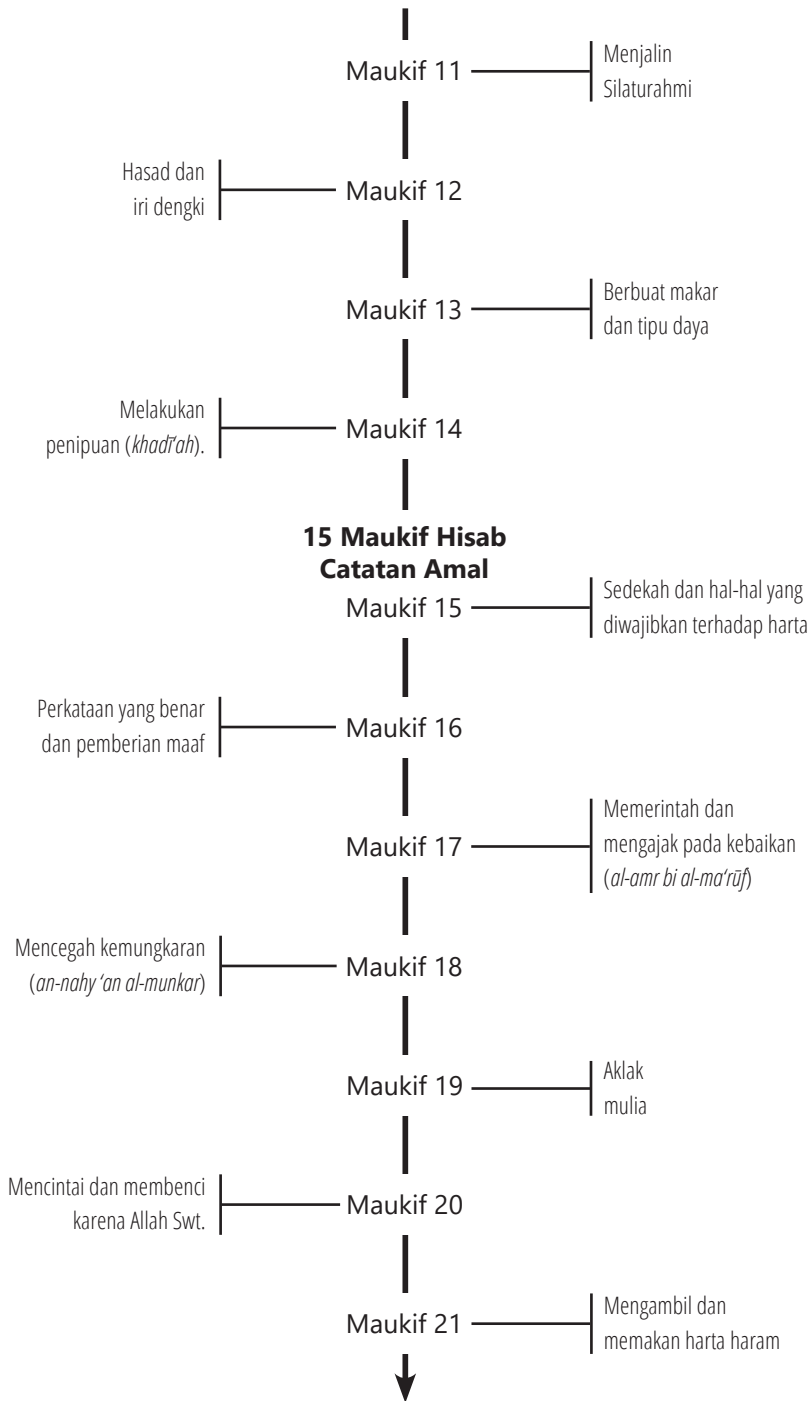 Maukif 11
Menjalin
Silaturahmi
Hasad dan
iri dengki
Maukif 12
Maukif 13
Berbuat makar
dan tipu daya
Melakukan
penipuan (khadī‘ah).
Maukif 14
15 Maukif Hisab
Catatan Amal
Maukif 15
Sedekah dan hal-hal yang
diwajibkan terhadap harta
Perkataan yang benar
dan pemberian maaf
Maukif 16
Maukif 17
Memerintah dan
mengajak pada kebaikan
(al-amr bi al-ma‘rūf)
Mencegah kemungkaran
(an-nahy ‘an al-munkar)
Maukif 18
Maukif 19
Aklak
mulia
Mencintai dan membenci
karena Allah Swt.
Maukif 20
Maukif 21
Mengambil dan
memakan harta haram